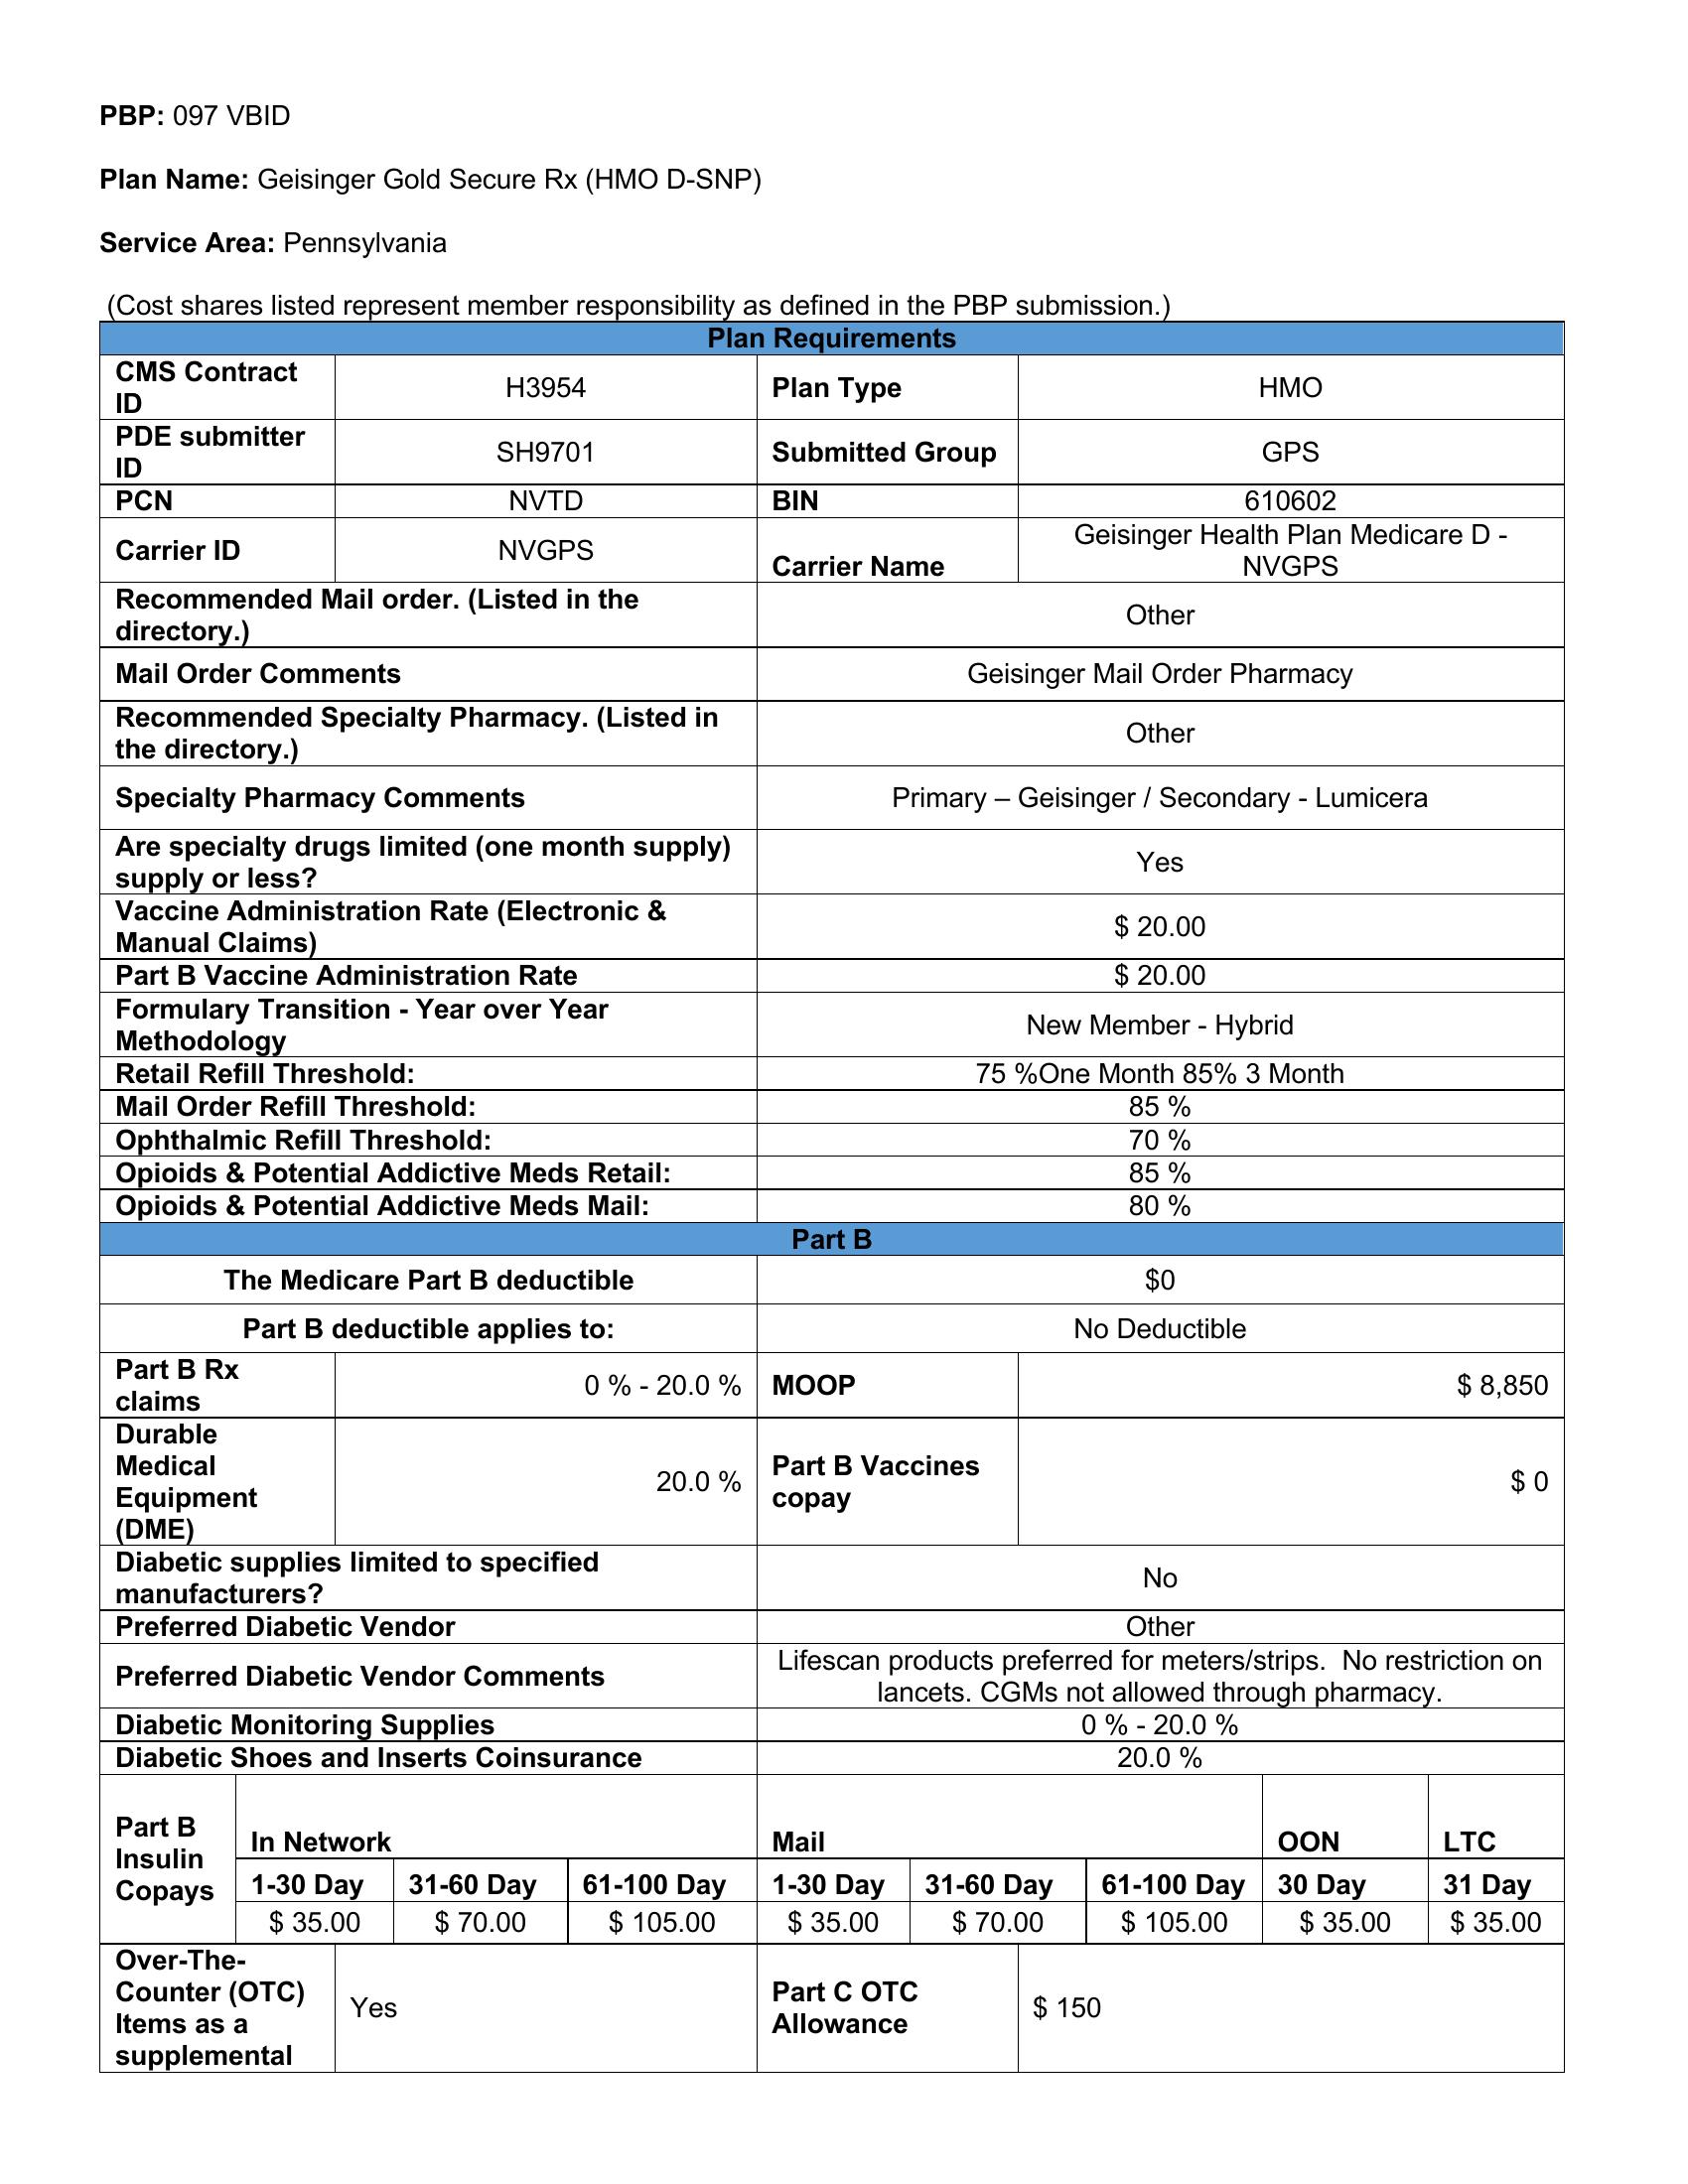 PBP: 097 VBID
Plan Name: Geisinger Gold Secure Rx (HMO D-SNP)
Service Area: Pennsylvania
(Cost shares listed represent member responsibility as defined in the PBP submission.)
Plan Requirements
CMS Contract
ID
H3954
Plan Type
HMO
PDE submitter
ID
SH9701
Submitted Group
GPS
PCN
NVTD
BIN
610602
Carrier ID
NVGPS
Carrier Name
Geisinger Health Plan Medicare D -
NVGPS
Recommended Mail order. (Listed in the
directory.)
Other
Mail Order Comments
Geisinger Mail Order Pharmacy
Recommended Specialty Pharmacy. (Listed in
the directory.)
Other
Specialty Pharmacy Comments
Primary – Geisinger / Secondary - Lumicera
Are specialty drugs limited (one month supply)
supply or less?
Yes
Vaccine Administration Rate (Electronic &
Manual Claims)
$ 20.00
Part B Vaccine Administration Rate
$ 20.00
Formulary Transition - Year over Year
Methodology
New Member - Hybrid
Retail Refill Threshold:
75 %One Month 85% 3 Month
Mail Order Refill Threshold:
85 %
Ophthalmic Refill Threshold:
70 %
Opioids & Potential Addictive Meds Retail:
85 %
Opioids & Potential Addictive Meds Mail:
80 %
Part B
The Medicare Part B deductible
$0
Part B deductible applies to:
No Deductible
Part B Rx
claims
0 % - 20.0 %
MOOP
$ 8,850
Durable
Medical
Equipment
(DME)
20.0 %
Part B Vaccines
copay
$ 0
Diabetic supplies limited to specified
manufacturers?
No
Preferred Diabetic Vendor
Other
Preferred Diabetic Vendor Comments
Lifescan products preferred for meters/strips.  No restriction on
lancets. CGMs not allowed through pharmacy.
Diabetic Monitoring Supplies
0 % - 20.0 %
Diabetic Shoes and Inserts Coinsurance
20.0 %
Part B
Insulin
Copays
In Network
Mail
OON
LTC
1-30 Day
31-60 Day
61-100 Day
1-30 Day
31-60 Day
61-100 Day
30 Day
31 Day
$ 35.00
$ 70.00
$ 105.00
$ 35.00
$ 70.00
$ 105.00
$ 35.00
$ 35.00
Over-The-
Counter (OTC)
Items as a
supplemental
Yes
Part C OTC
Allowance
$ 150